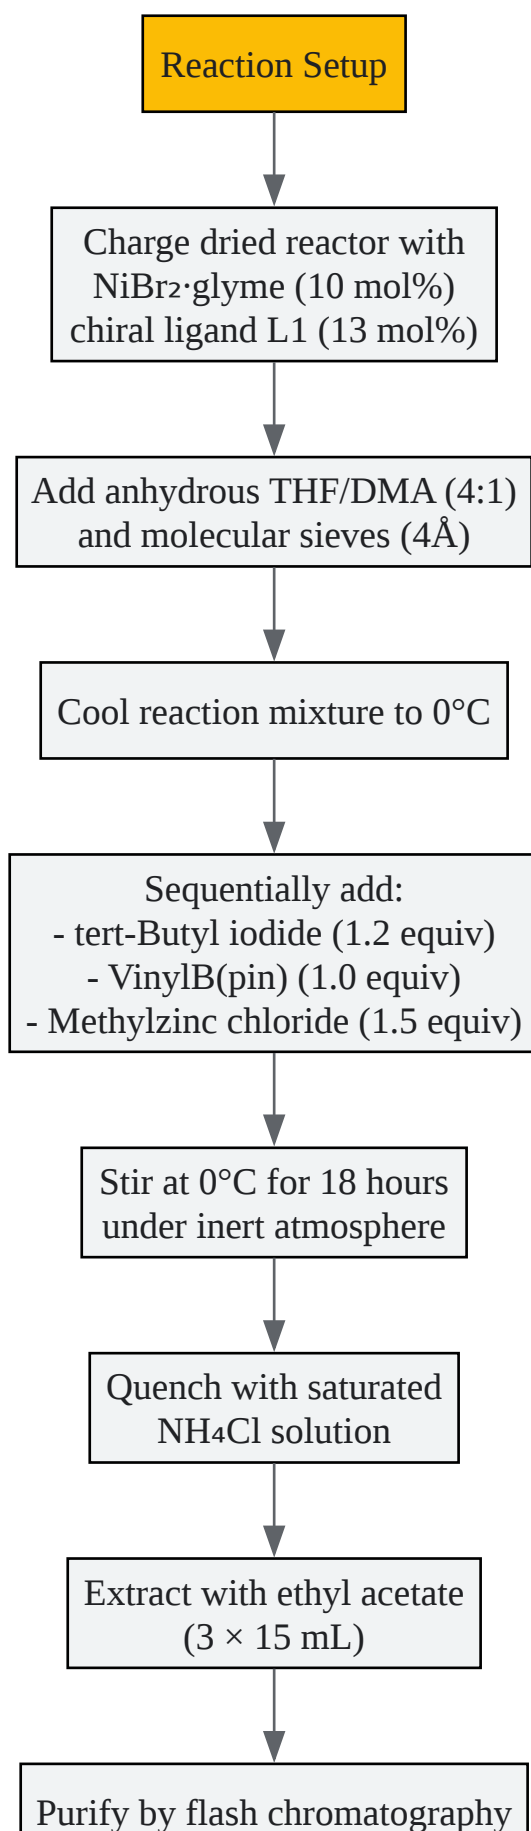 Reaction Setup
Charge dried reactor with
NiBr₂·glyme (10 mol%)
chiral ligand L1 (13 mol%)
Add anhydrous THF/DMA (4:1)
and molecular sieves (4Å)
Cool reaction mixture to 0°C
Sequentially add:
- tert-Butyl iodide (1.2 equiv)
- VinylB(pin) (1.0 equiv)
- Methylzinc chloride (1.5 equiv)
Stir at 0°C for 18 hours
under inert atmosphere
Quench with saturated
NH₄Cl solution
Extract with ethyl acetate
(3 × 15 mL)
Purify by flash chromatography